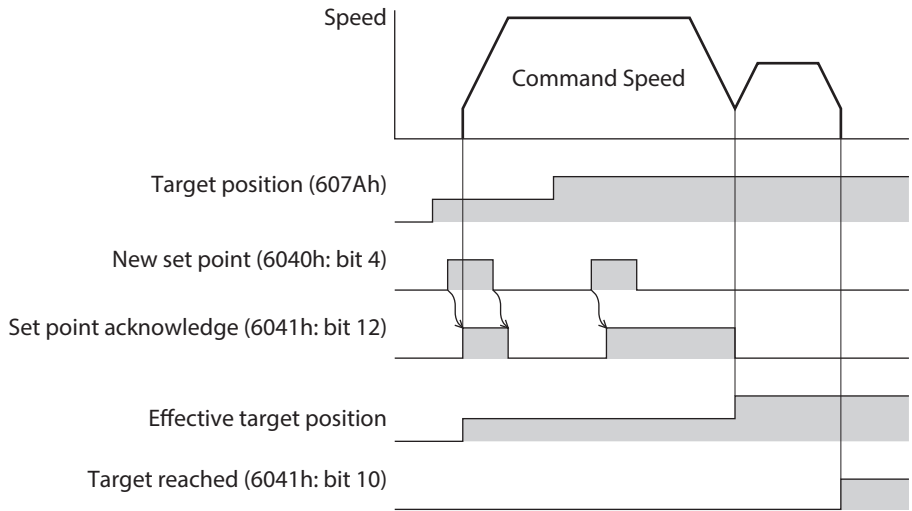 Speed
Command Speed
Target position (607Ah)
New set point (6040h: bit 4)
Set point acknowledge (6041h: bit 12)
Effective target position
Target reached (6041h: bit 10)